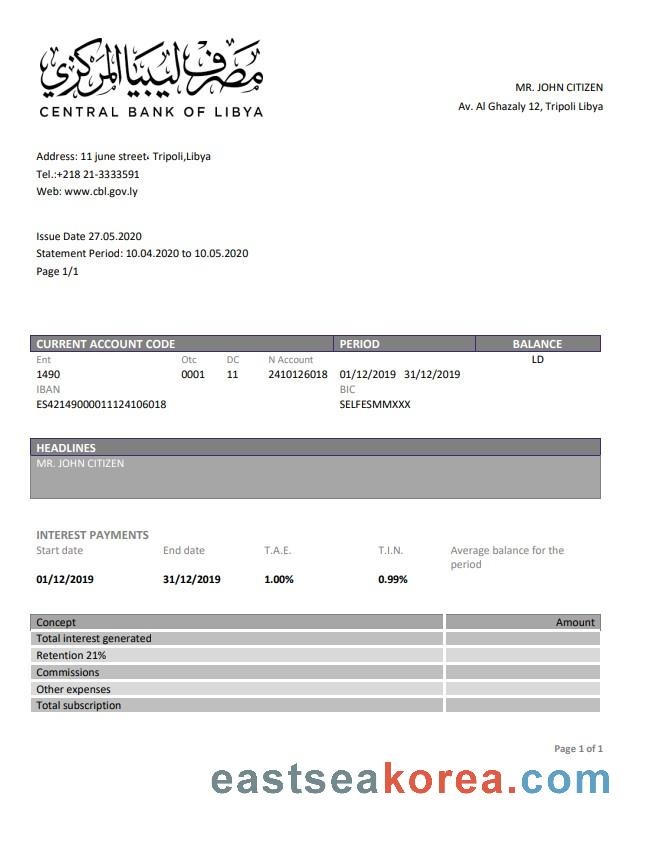 مصرف ليبيا المركزي
CENTRAL BANK OF LIBYA
MR. JOHN CITIZEN
Av. Al Ghazaly 12, Tripoli Libya
Address: 11 june street، Tripoli,Libya
Tel.:+218 21-3333591
Web: www.cbl.gov.ly
Issue Date 27.05.2020
Statement Period: 10.04.2020 to 10.05.2020
Page 1/1
CURRENT ACCOUNT CODE PERIOD BALANCE
Ent Otc DC N Account LD
1490 0001 11 2410126018 01/12/2019 31/12/2019
IBAN BIC
ES42149000011124106018 SELFESMMXXX
HEADLINES
MR. JOHN CITIZEN
INTEREST PAYMENTS
Start date End date T.A.E. T.I.N. Average balance for the
period
01/12/2019 31/12/2019 1.00% 0.99%
Concept Amount
Total interest generated
Retention 21%
Commissions
Other expenses
Total subscription
Page 1 of 1
eastseakorea.com